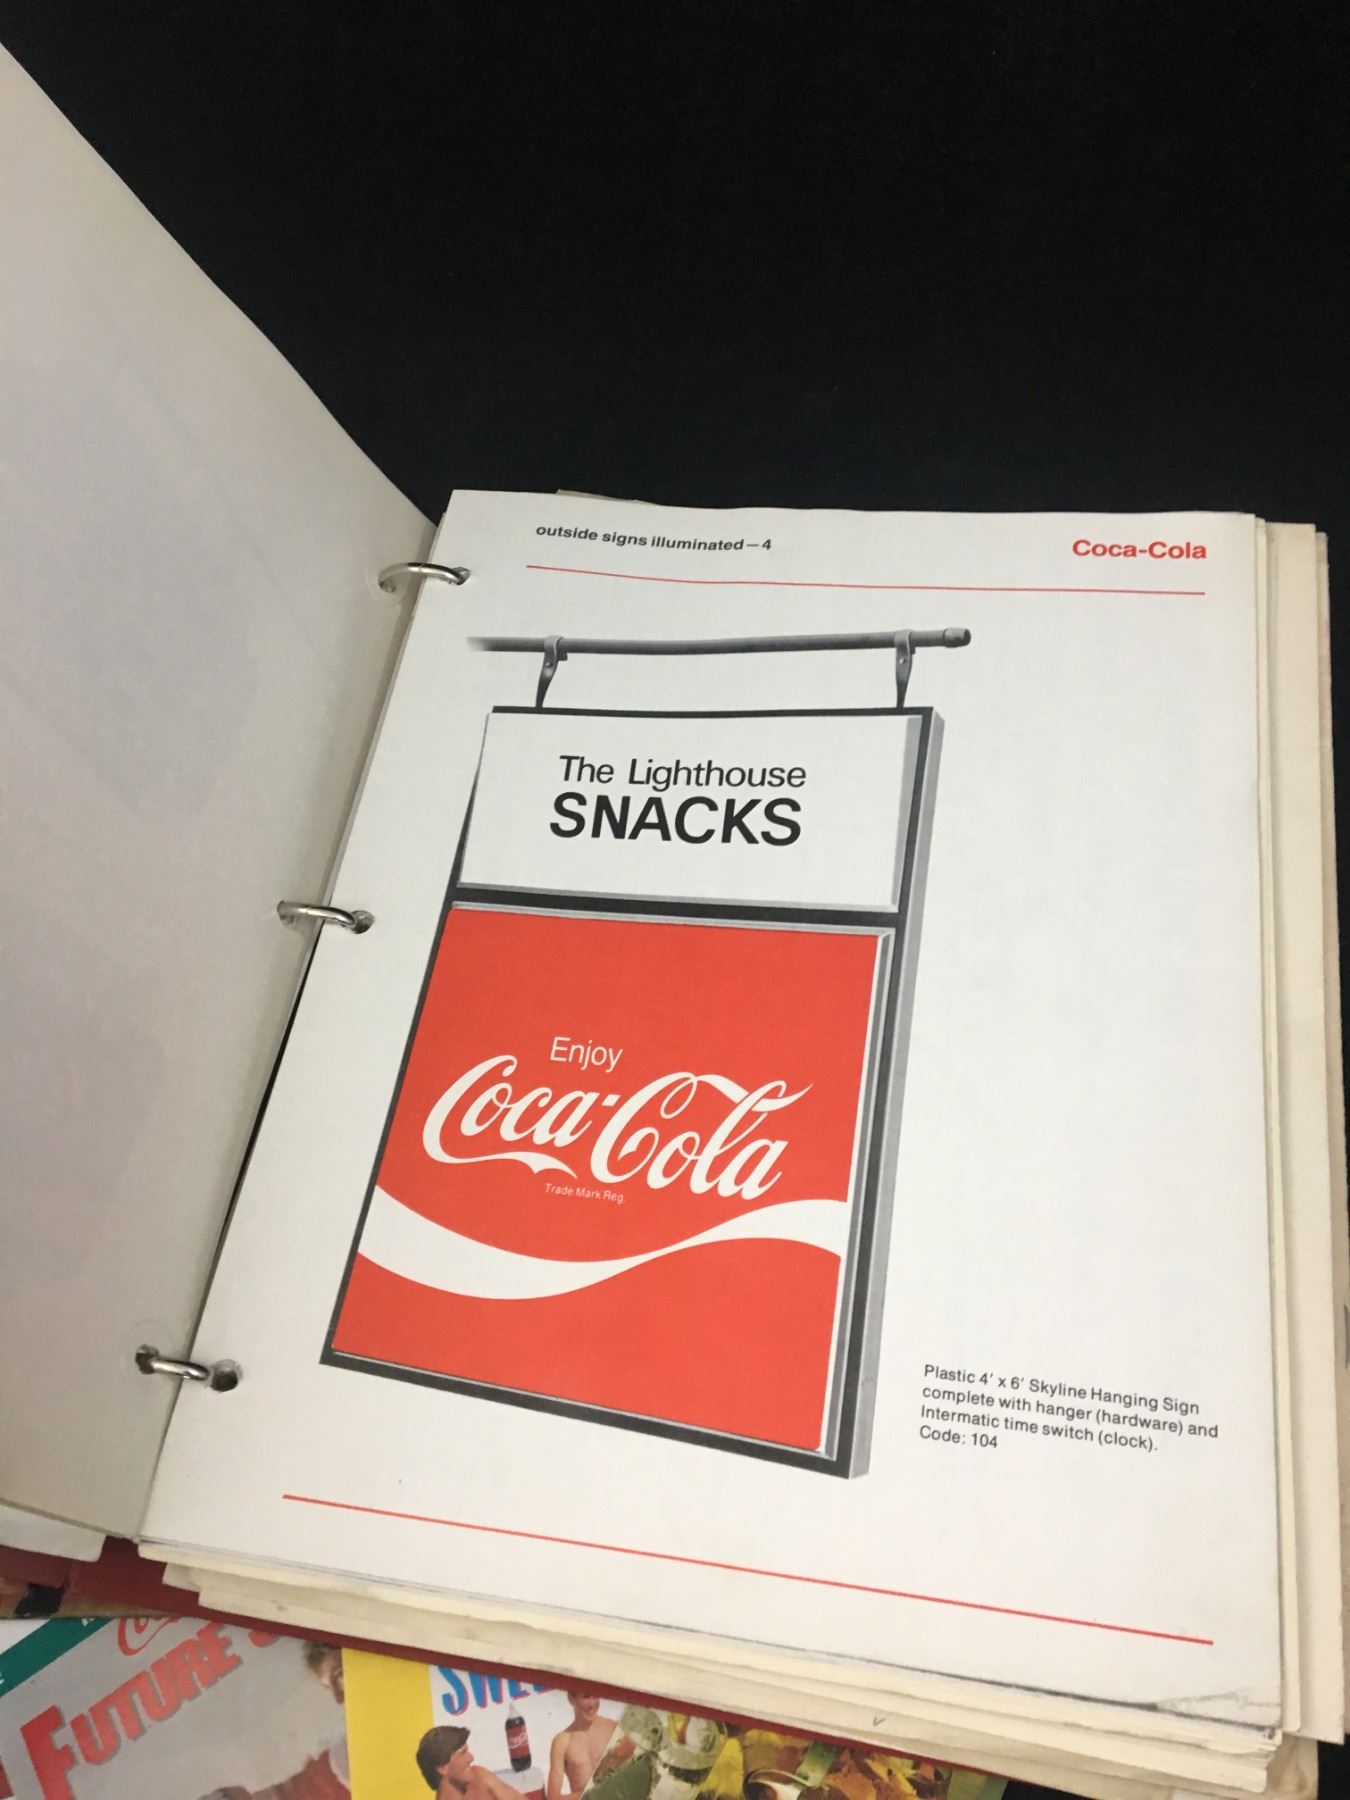 outside signs illuminated—4
Coca-Cola
The Lighthouse
SNACKS
Enjoy
Coca-Cola
Trade Mark Reg.
Plastic 4' x 6' Skyline Hanging Sign
complete with hanger (hardware) and
Intermatic time switch (clock).
Code: 104
FUTURE